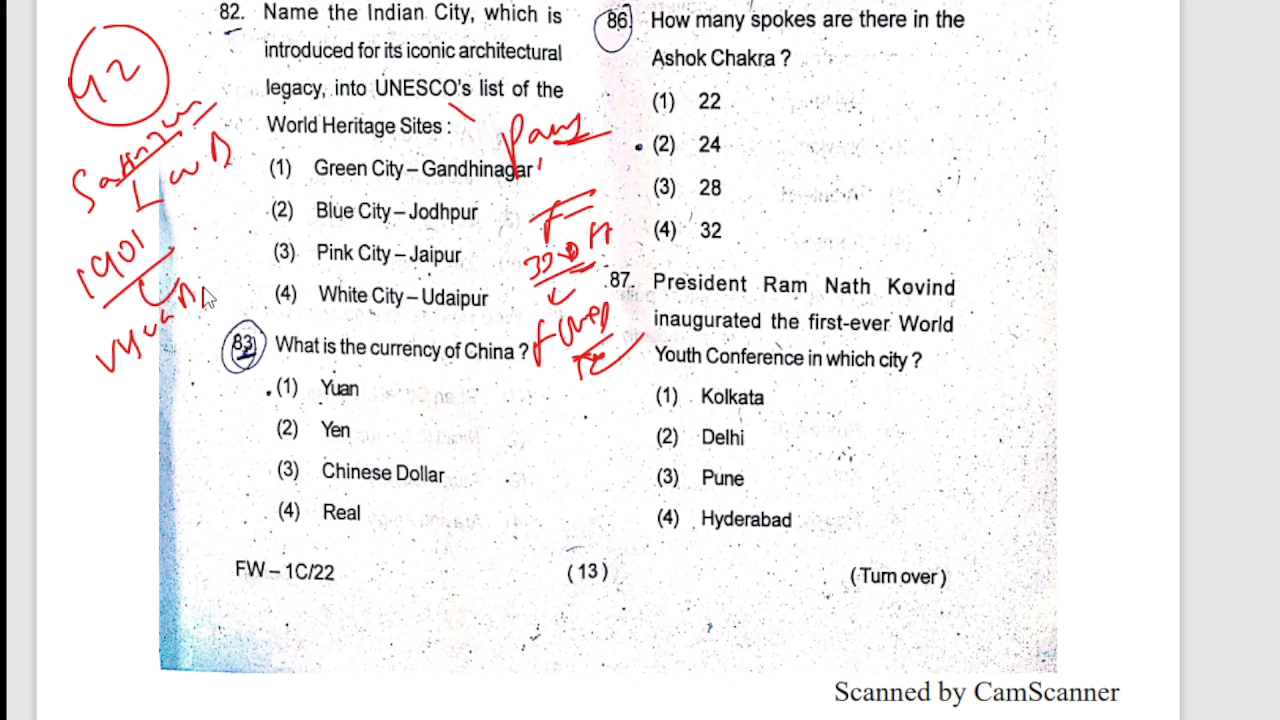 82. Name the Indian City, which is
introduced for its iconic architectural
legacy, into UNESCO's list of the
World Heritage Sites :
(1) Green City – Gandhinagar
(2) Blue City – Jodhpur
(3) Pink City – Jaipur
(4) White City – Udaipur
83. What is the currency of China ?
(1) Yuan
(2) Yen
(3) Chinese Dollar
(4) Real
86. How many spokes are there in the
Ashok Chakra ?
(1) 22
(2) 24
(3) 28
(4) 32
87. President Ram Nath Kovind
inaugurated the first-ever World
Youth Conference in which city ?
(1) Kolkata
(2) Delhi
(3) Pune
(4) Hyderabad
FW – 1C/22 (13) (Turn over)
42
1901
Scanned by CamScanner